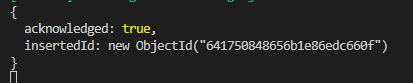 {
acknowledged: true,
insertedId: new ObjectId("641750848656b1e86edc660f")
}